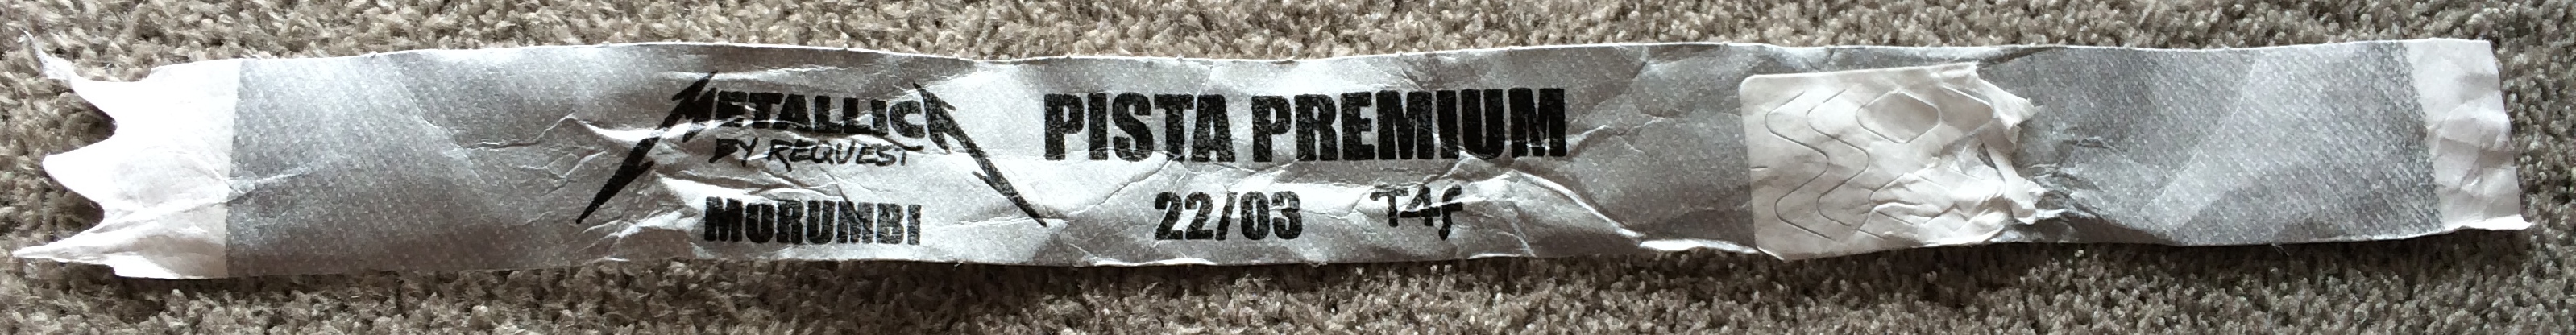 METALLICA
BY REQUEST
MORUMBI
PISTA PREMIUM
22/03 T4f